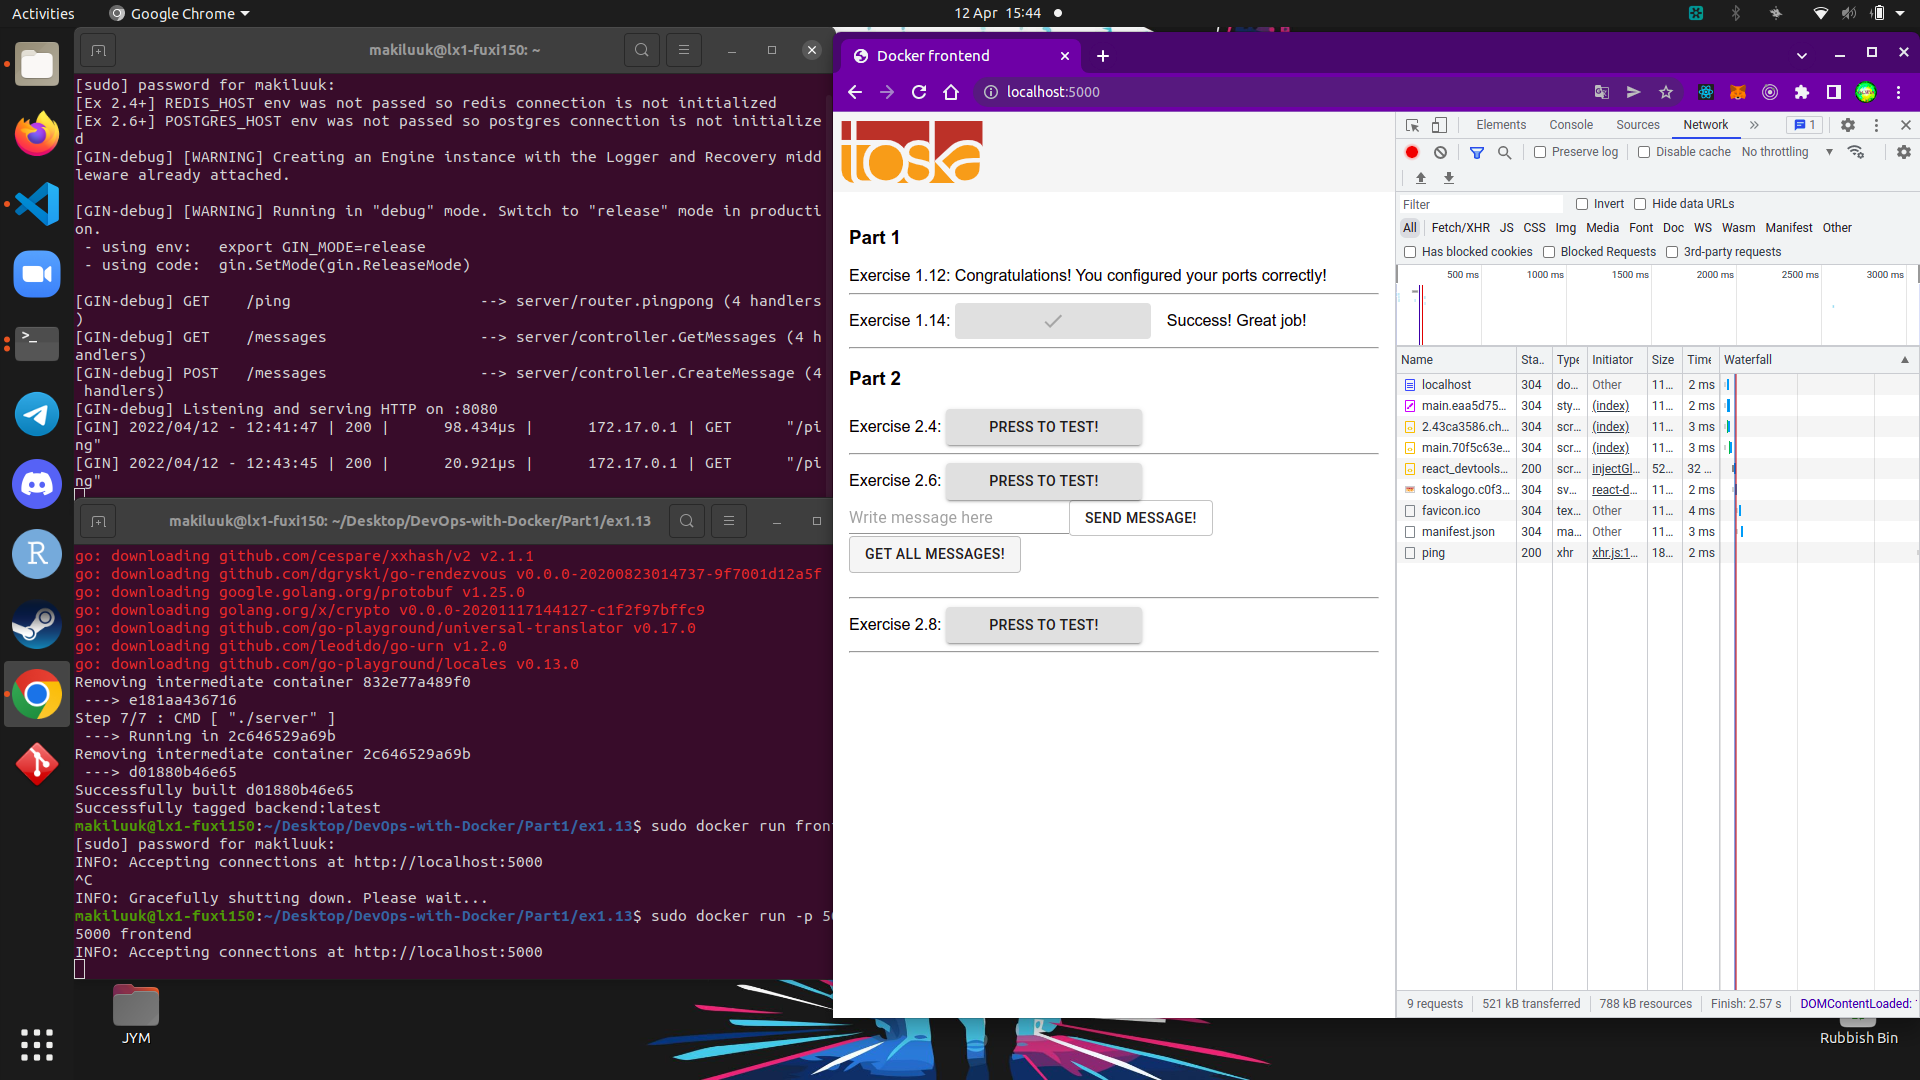 Activities
Google Chrome
12 Apr 15:44
makiluuk@lx1-fuxi150: ~
[sudo] password for makiluuk:
[Ex 2.4+] REDIS_HOST env was not passed so redis connection is not initialized
[Ex 2.6+] POSTGRES_HOST env was not passed so postgres connection is not initialize
d
[GIN-debug] [WARNING] Creating an Engine instance with the Logger and Recovery midd
leware already attached.
[GIN-debug] [WARNING] Running in "debug" mode. Switch to "release" mode in producti
on.
- using env:   export GIN_MODE=release
- using code:  gin.SetMode(gin.ReleaseMode)
[GIN-debug] GET    /ping                     --> server/router.pingpong (4 handlers
)
[GIN-debug] GET    /messages                 --> server/controller.GetMessages (4 h
andlers)
[GIN-debug] POST   /messages                 --> server/controller.CreateMessage (4
handlers)
[GIN-debug] Listening and serving HTTP on :8080
[GIN] 2022/04/12 - 12:41:47 | 200 |      98.434µs |      172.17.0.1 | GET      "/pi
ng"
[GIN] 2022/04/12 - 12:43:45 | 200 |      20.921µs |      172.17.0.1 | GET      "/pi
ng"
makiluuk@lx1-fuxi150: ~/Desktop/DevOps-with-Docker/Part1/ex1.13
go: downloading github.com/cespare/xxhash/v2 v2.1.1
go: downloading github.com/dgryski/go-rendezvous v0.0.0-20200823014737-9f7001d12a5f
go: downloading google.golang.org/protobuf v1.25.0
go: downloading golang.org/x/crypto v0.0.0-20201117144127-c1f2f97bffc9
go: downloading github.com/go-playground/universal-translator v0.17.0
go: downloading github.com/leodido/go-urn v1.2.0
go: downloading github.com/go-playground/locales v0.13.0
Removing intermediate container 832e77a489f0
---> e181aa436716
Step 7/7 : CMD [ "./server" ]
---> Running in 2c646529a69b
Removing intermediate container 2c646529a69b
---> d01880b46e65
Successfully built d01880b46e65
Successfully tagged backend:latest
makiluuk@lx1-fuxi150:~/Desktop/DevOps-with-Docker/Part1/ex1.13$ sudo docker run fron
[sudo] password for makiluuk:
INFO: Accepting connections at http://localhost:5000
^C
INFO: Gracefully shutting down. Please wait...
makiluuk@lx1-fuxi150:~/Desktop/DevOps-with-Docker/Part1/ex1.13$ sudo docker run -p 5
5000 frontend
INFO: Accepting connections at http://localhost:5000
JYM
Docker frontend
localhost:5000
toska
Part 1
Exercise 1.12: Congratulations! You configured your ports correctly!
Exercise 1.14: Success! Great job!
Part 2
Exercise 2.4: PRESS TO TEST!
Exercise 2.6: PRESS TO TEST!
Write message here SEND MESSAGE!
GET ALL MESSAGES!
Exercise 2.8: PRESS TO TEST!
Elements Console Sources Network 1
Preserve log Disable cache No throttling
Filter Invert Hide data URLs
All Fetch/XHR JS CSS Img Media Font Doc WS Wasm Manifest Other
Has blocked cookies Blocked Requests 3rd-party requests
500 ms 1000 ms 1500 ms 2000 ms 2500 ms 3000 ms
Name Sta.. Type Initiator Size Time Waterfall
localhost 304 do... Other 11... 2 ms
main.eaa5d75... 304 sty... (index) 11... 2 ms
2.43ca3586.ch... 304 scr... (index) 11... 3 ms
main.70f5c63e... 304 scr... (index) 11... 3 ms
react_devtools... 200 scr... injectGl... 52... 32 ...
toskalogo.c0f3... 304 sv... react-d... 11... 2 ms
favicon.ico 304 tex... Other 11... 4 ms
manifest.json 304 ma... Other 11... 3 ms
ping 200 xhr xhr.js:1... 18... 2 ms
9 requests 521 kB transferred 788 kB resources Finish: 2.57 s DOMContentLoaded:
Rubbish Bin